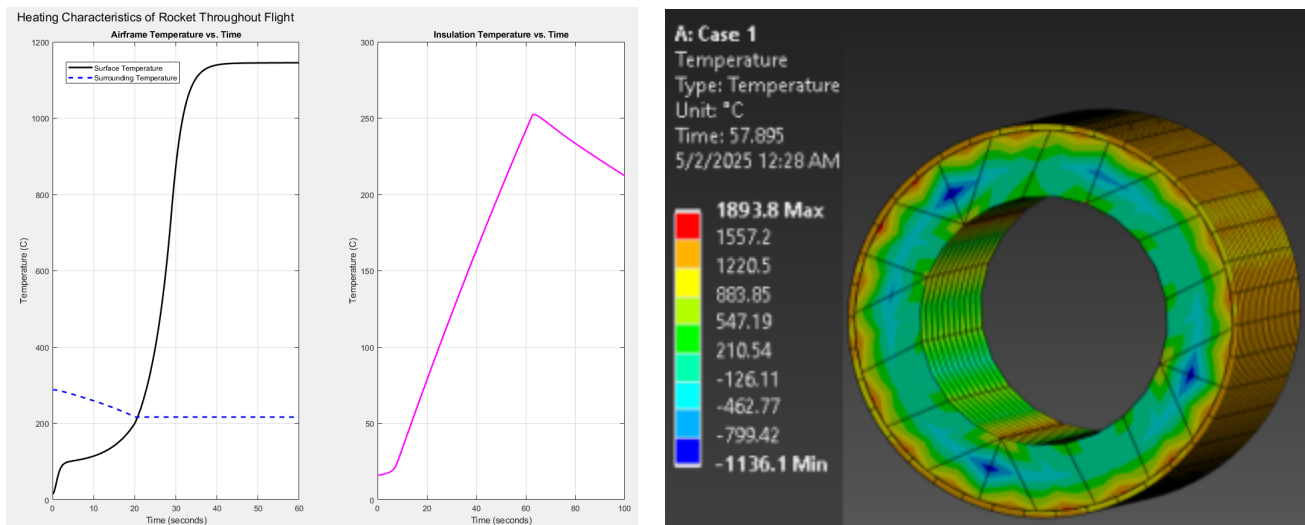 Heating Characteristics of Rocket Throughout Flight
Airframe Temperature vs. Time
1200
1000
800
600
400
200
0
Temperature (C)
Surface Temperature
Surrounding Temperature
0 10 20 30 40 50 60
Time (seconds)
Insulation Temperature vs. Time
300
250
200
150
100
50
0
Temperature (C)
0 20 40 60 80 100
Time (seconds)
A: Case 1
Temperature
Type: Temperature
Unit: °C
Time: 57.895
5/2/2025 12:28 AM
1893.8 Max
1557.2
1220.5
883.85
547.19
210.54
-126.11
-462.77
-799.42
-1136.1 Min